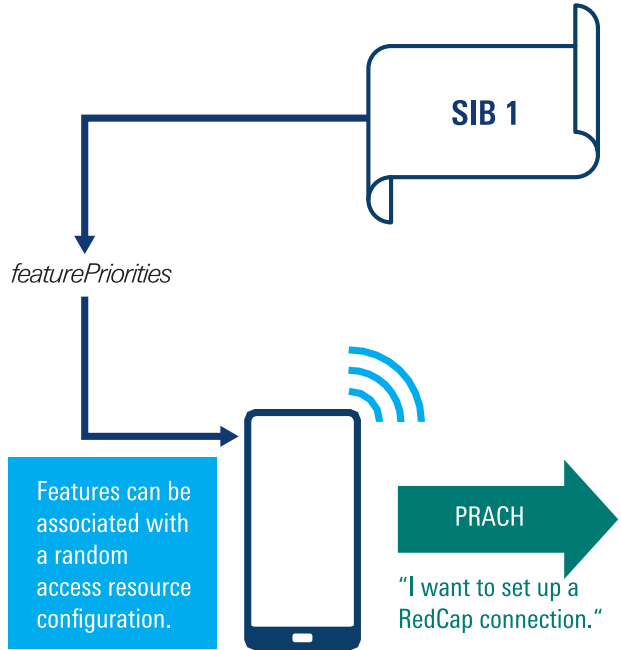 SIB 1
featurePriorities
Features can be
associated with
a random
access resource
configuration.
PRACH
“I want to set up a
RedCap connection.“